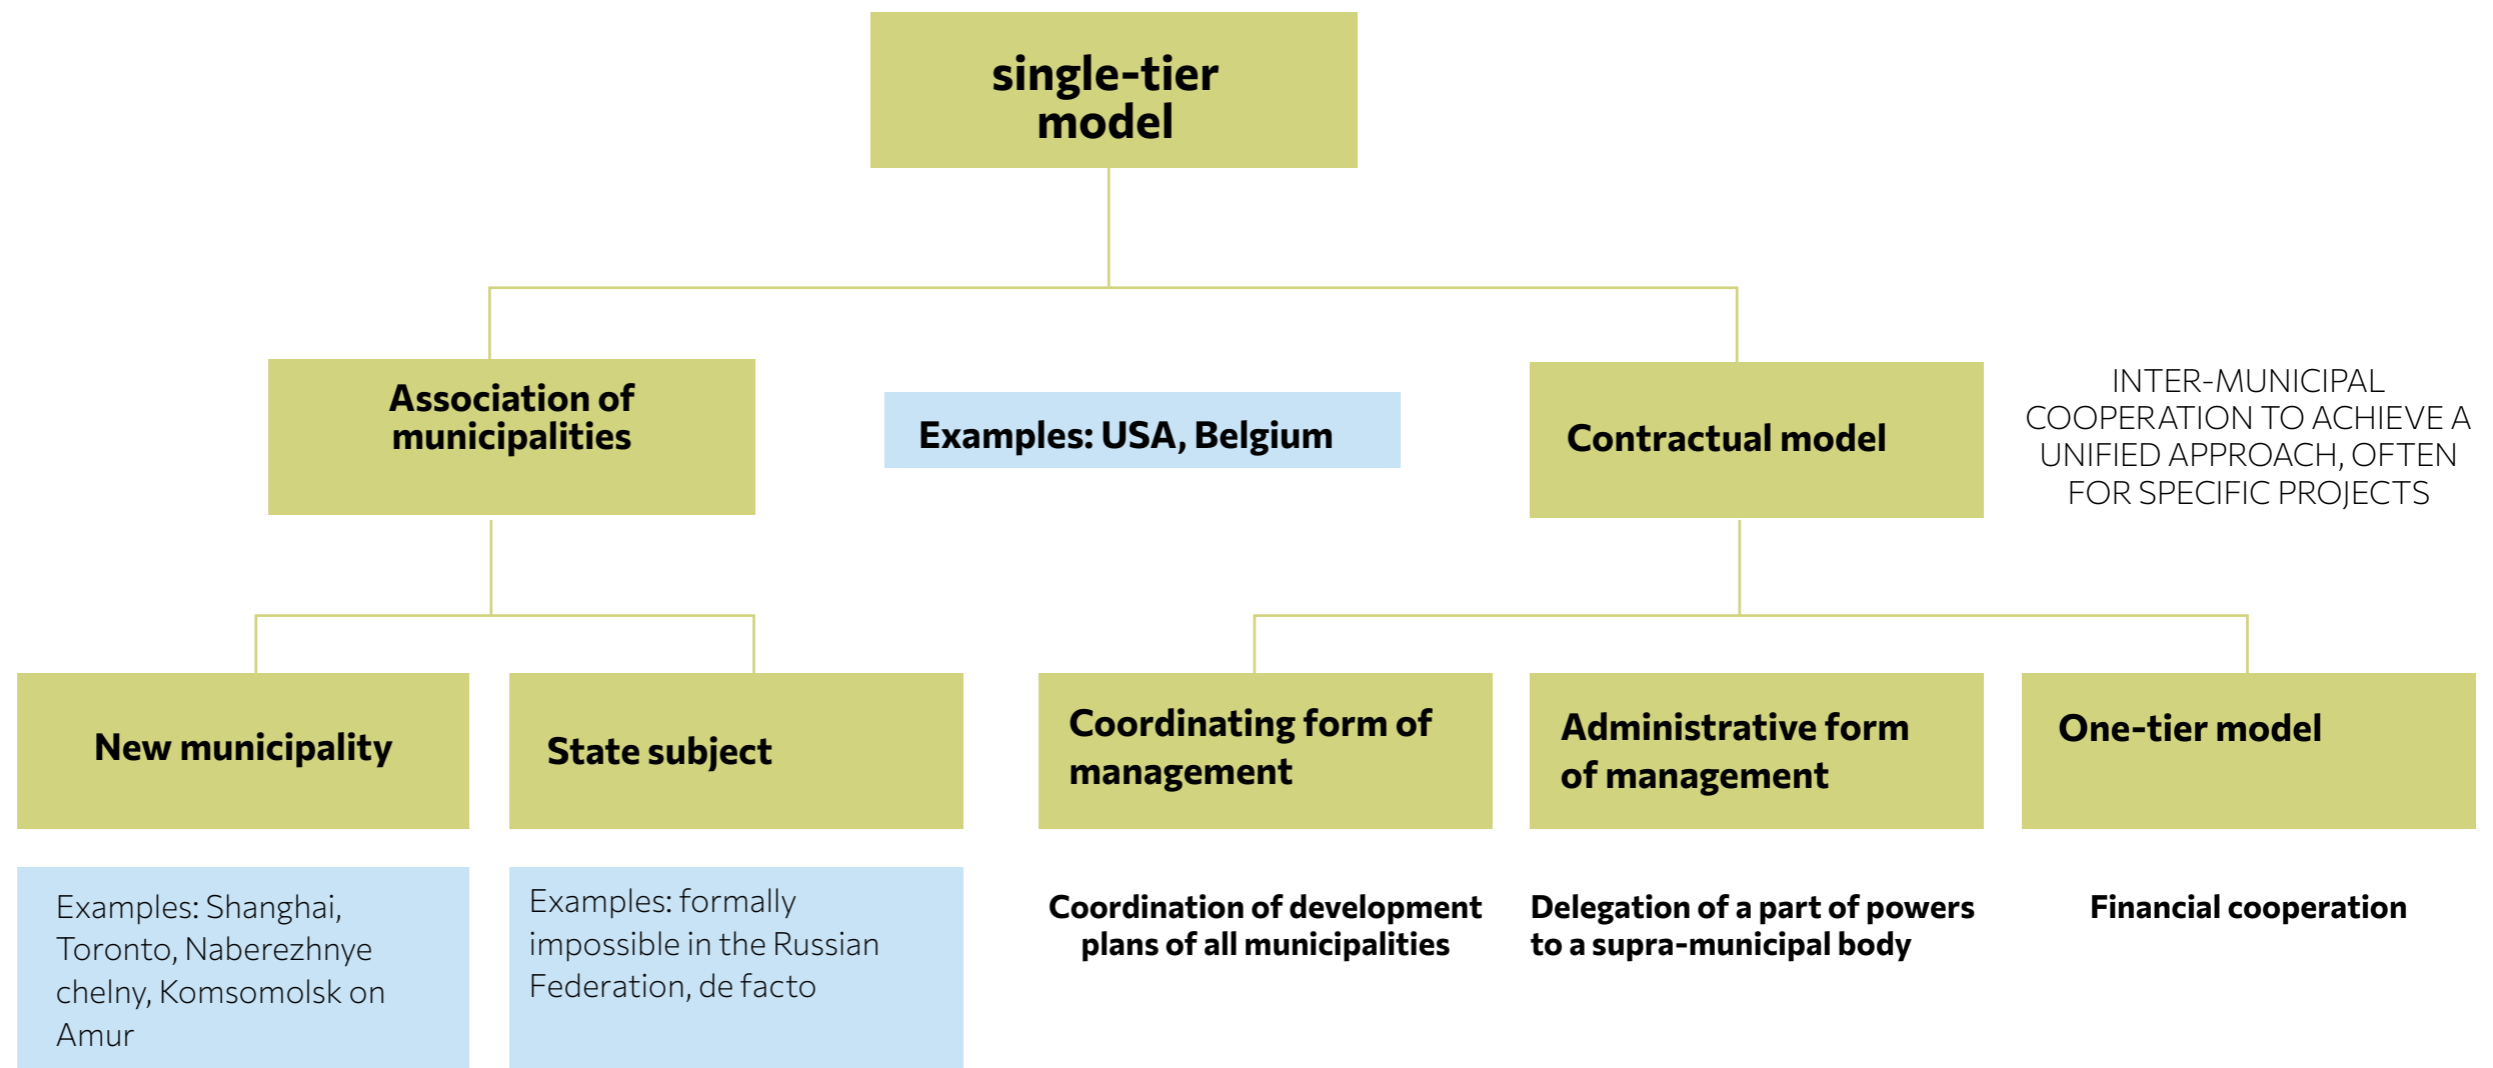 single-tier
model
Association of
municipalities
Examples: USA, Belgium
Contractual model
INTER-MUNICIPAL
COOPERATION TO ACHIEVE A
UNIFIED APPROACH, OFTEN
FOR SPECIFIC PROJECTS
New municipality
State subject
Coordinating form of
management
Administrative form
of management
One-tier model
Examples: Shanghai,
Toronto, Naberezhnye
chelny, Komsomolsk on
Amur
Examples: formally
impossible in the Russian
Federation, de facto
Coordination of development
plans of all municipalities
Delegation of a part of powers
to a supra-municipal body
Financial cooperation